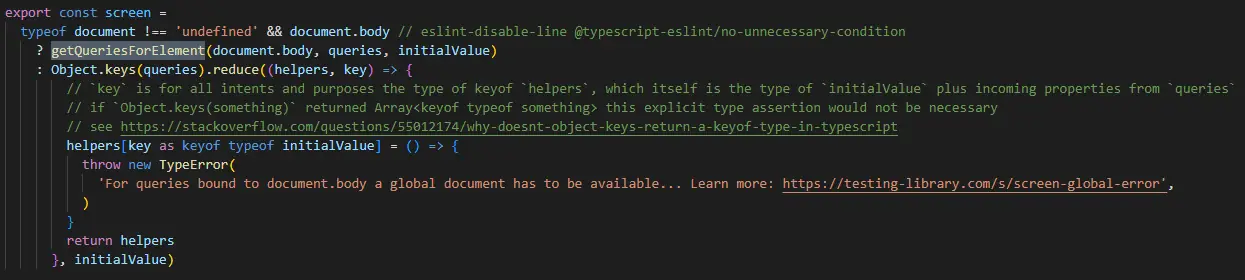 export const screen =
  typeof document !== 'undefined' && document.body // eslint-disable-line @typescript-eslint/no-unnecessary-condition
    ? getQueriesForElement(document.body, queries, initialValue)
    : Object.keys(queries).reduce((helpers, key) => {
        // `key` is for all intents and purposes the type of keyof `helpers`, which itself is the type of `initialValue` plus incoming properties from `queries`
        // if `Object.keys(something)` returned Array<keyof typeof something> this explicit type assertion would not be necessary
        // see https://stackoverflow.com/questions/55012174/why-doesnt-object-keys-return-a-keyof-type-in-typescript
        helpers[key as keyof typeof initialValue] = () => {
          throw new TypeError(
            'For queries bound to document.body a global document has to be available... Learn more: https://testing-library.com/s/screen-global-error',
          )
        }
        return helpers
      }, initialValue)